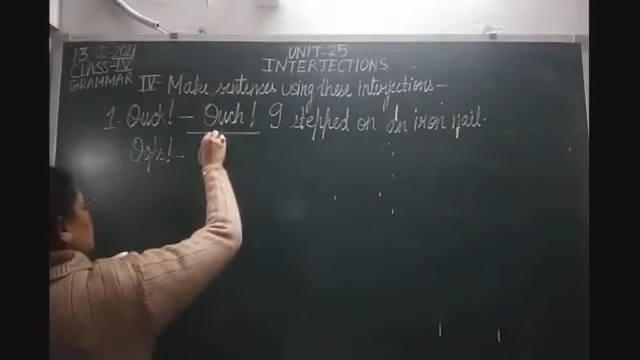 13.02.2021 UNIT-25
CLASS-IV INTERJECTIONS
GRAMMAR IV- Make sentences using these interjections-
1- Ouch! - Ouch! I stepped on an iron nail.
Oops! -